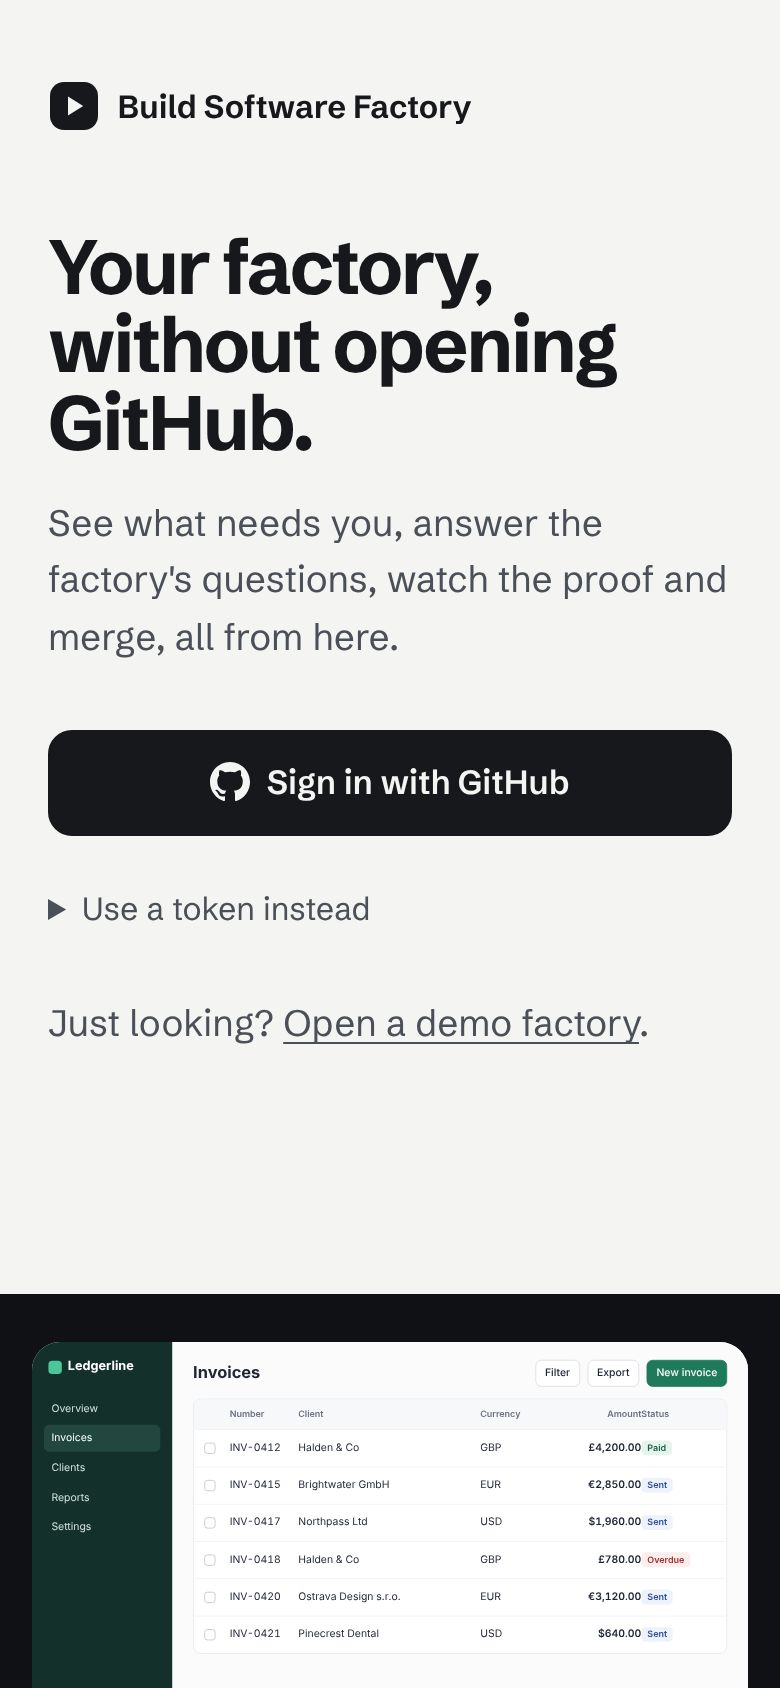 Build Software Factory
Your factory,
without opening
GitHub.
See what needs you, answer the
factory's questions, watch the proof and
merge, all from here.
Sign in with GitHub
Use a token instead
Just looking? Open a demo factory.
Ledgerline
Overview
Invoices
Clients
Reports
Settings
Invoices
Filter Export New invoice
Number Client Currency Amount Status
INV-0412 Halden & Co GBP £4,200.00 Paid
INV-0415 Brightwater GmbH EUR €2,850.00 Sent
INV-0417 Northpass Ltd USD $1,960.00 Sent
INV-0418 Halden & Co GBP £780.00 Overdue
INV-0420 Ostrava Design s.r.o. EUR €3,120.00 Sent
INV-0421 Pinecrest Dental USD $640.00 Sent